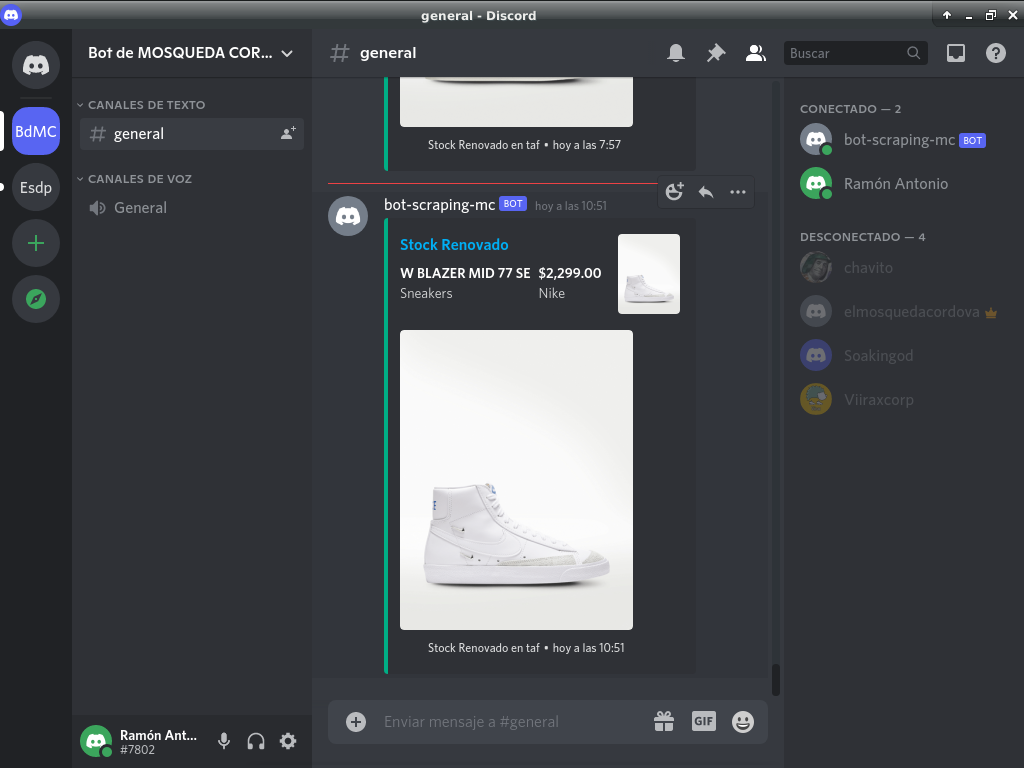 general - Discord
Bot de MOSQUEDA COR...
general
Buscar
BdMC
Esdp
CANALES DE TEXTO
general
CANALES DE VOZ
General
Stock Renovado en taf • hoy a las 7:57
bot-scraping-mc BOT hoy a las 10:51
Stock Renovado
W BLAZER MID 77 SE $2,299.00
Sneakers Nike
Stock Renovado en taf • hoy a las 10:51
Enviar mensaje a #general
GIF
CONECTADO — 2
bot-scraping-mc BOT
Ramón Antonio
DESCONECTADO — 4
chavito
elmosquedacordova
Soakingod
Viiraxcorp
Ramón Ant...
#7802